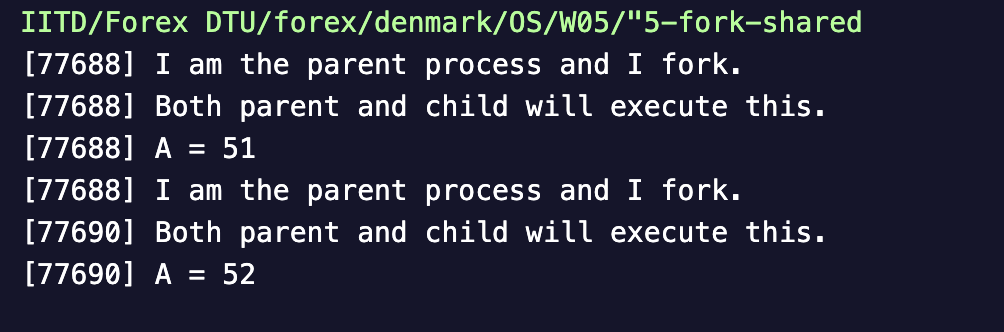 IITD/Forex DTU/forex/denmark/OS/W05/"5-fork-shared
[77688] I am the parent process and I fork.
[77688] Both parent and child will execute this.
[77688] A = 51
[77688] I am the parent process and I fork.
[77690] Both parent and child will execute this.
[77690] A = 52